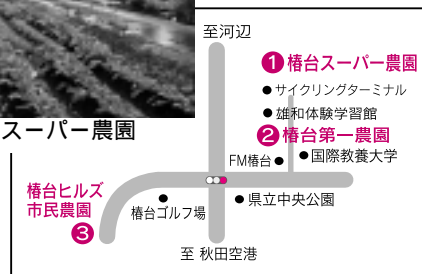 スーパー農園
至河辺
❶椿台スーパー農園
サイクリングターミナル
雄和体験学習館
❷椿台第一農園
国際教養大学
FM椿台
椿台ヒルズ
市民農園
❸
椿台ゴルフ場
県立中央公園
至 秋田空港